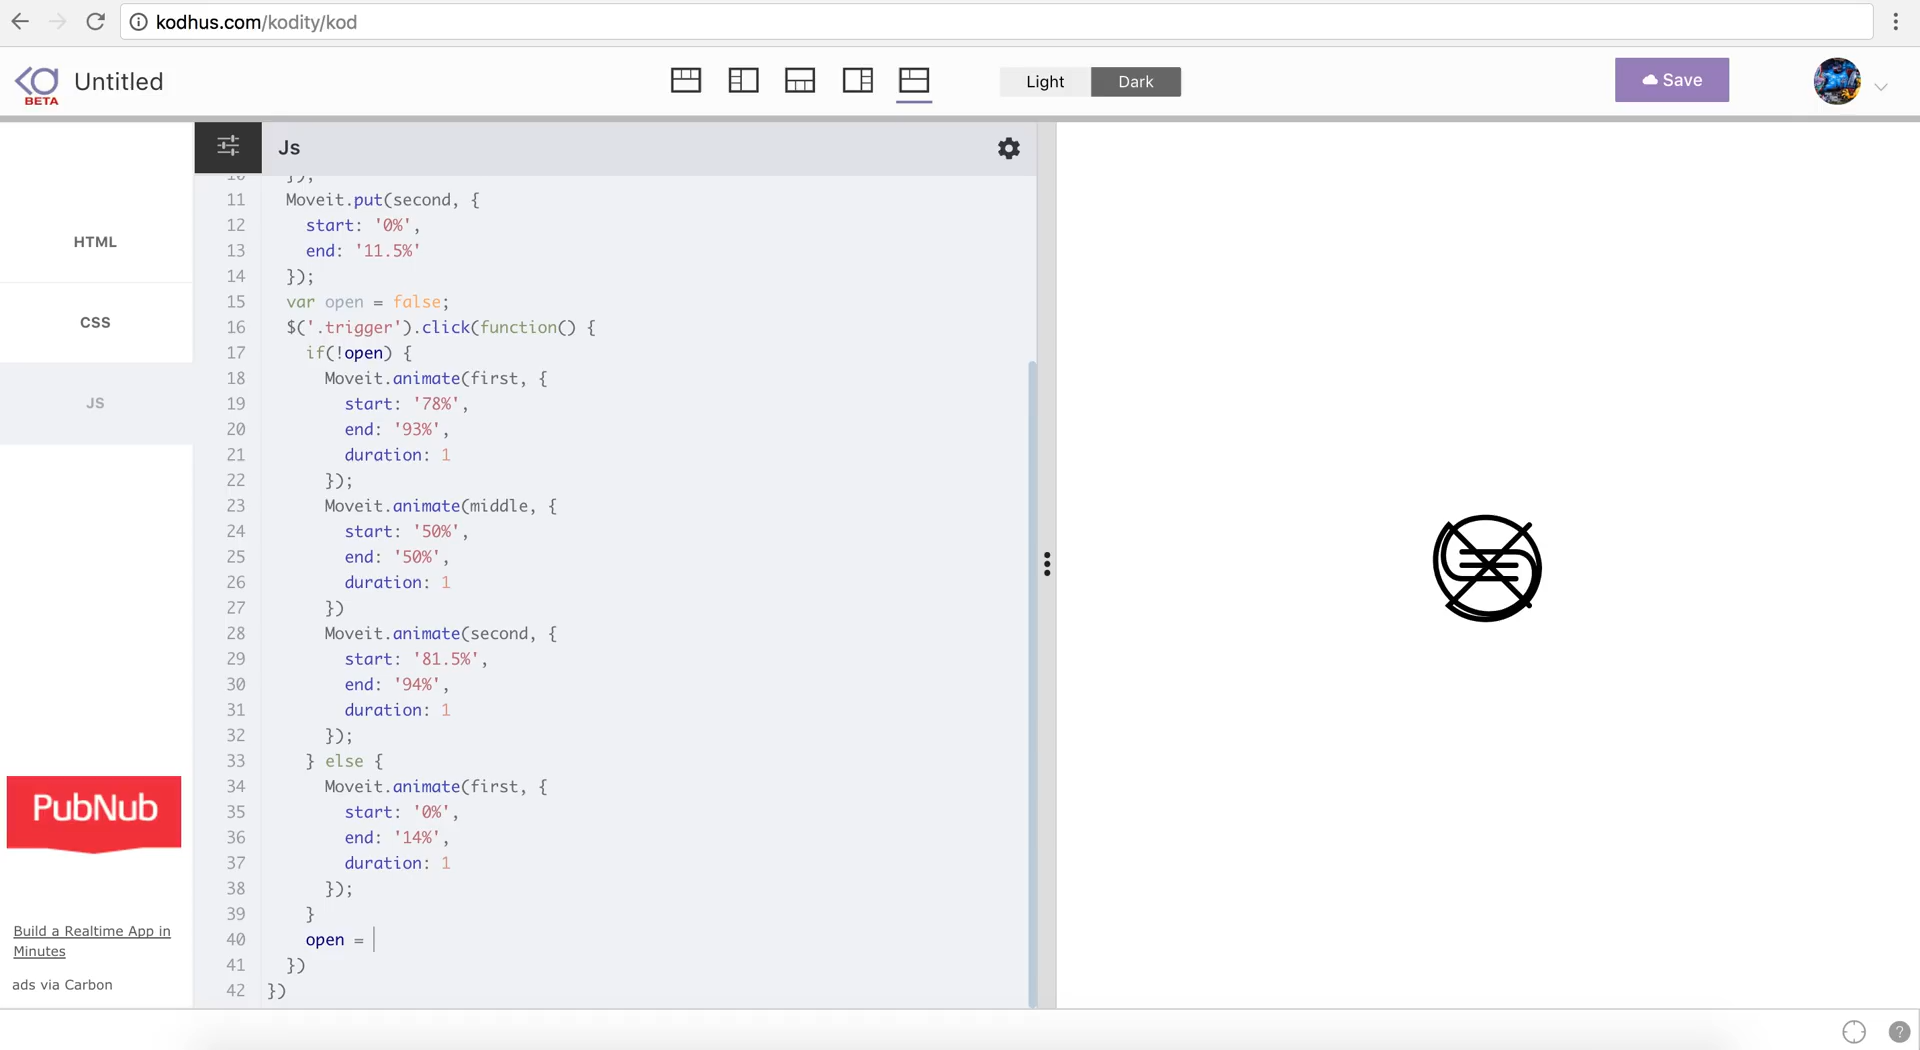 kodhus.com/kodity/kod
BETA
Untitled
Light
Dark
Save
HTML
CSS
JS
PubNub
Build a Realtime App in
Minutes
ads via Carbon
Js
10 });
11 Moveit.put(second, {
12 start: '0%',
13 end: '11.5%'
14 });
15 var open = false;
16 $('.trigger').click(function() {
17 if(!open) {
18 Moveit.animate(first, {
19 start: '78%',
20 end: '93%',
21 duration: 1
22 });
23 Moveit.animate(middle, {
24 start: '50%',
25 end: '50%',
26 duration: 1
27 })
28 Moveit.animate(second, {
29 start: '81.5%',
30 end: '94%',
31 duration: 1
32 });
33 } else {
34 Moveit.animate(first, {
35 start: '0%',
36 end: '14%',
37 duration: 1
38 });
39 }
40 open =
41 })
42 })
?